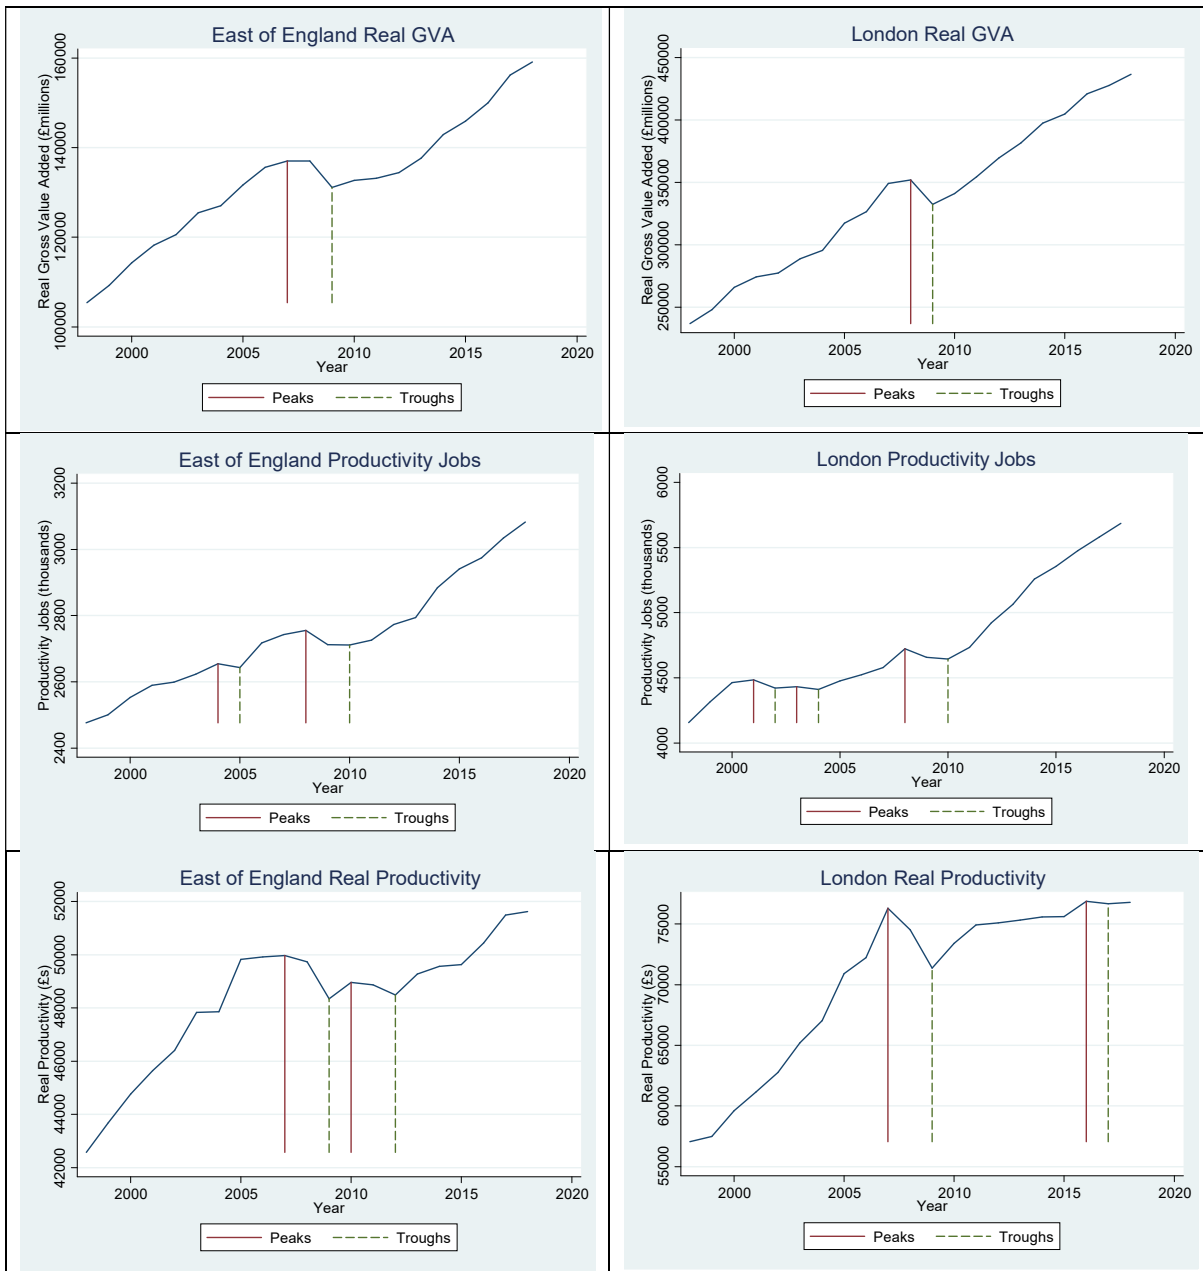 East of England Real GVA
Real Gross Value Added (£millions)
160000
140000
120000
100000
2000 2005 2010 2015 2020
Year
Peaks Troughs
London Real GVA
Real Gross Value Added (£millions)
450000
400000
350000
300000
250000
2000 2005 2010 2015 2020
Year
Peaks Troughs
East of England Productivity Jobs
Productivity Jobs (thousands)
3200
3000
2800
2600
2400
2000 2005 2010 2015 2020
Year
Peaks Troughs
London Productivity Jobs
Productivity Jobs (thousands)
6000
5500
5000
4500
4000
2000 2005 2010 2015 2020
Year
Peaks Troughs
East of England Real Productivity
Real Productivity (£s)
52000
50000
48000
46000
44000
42000
2000 2005 2010 2015 2020
Year
Peaks Troughs
London Real Productivity
Real Productivity (£s)
75000
70000
65000
60000
55000
2000 2005 2010 2015 2020
Year
Peaks Troughs